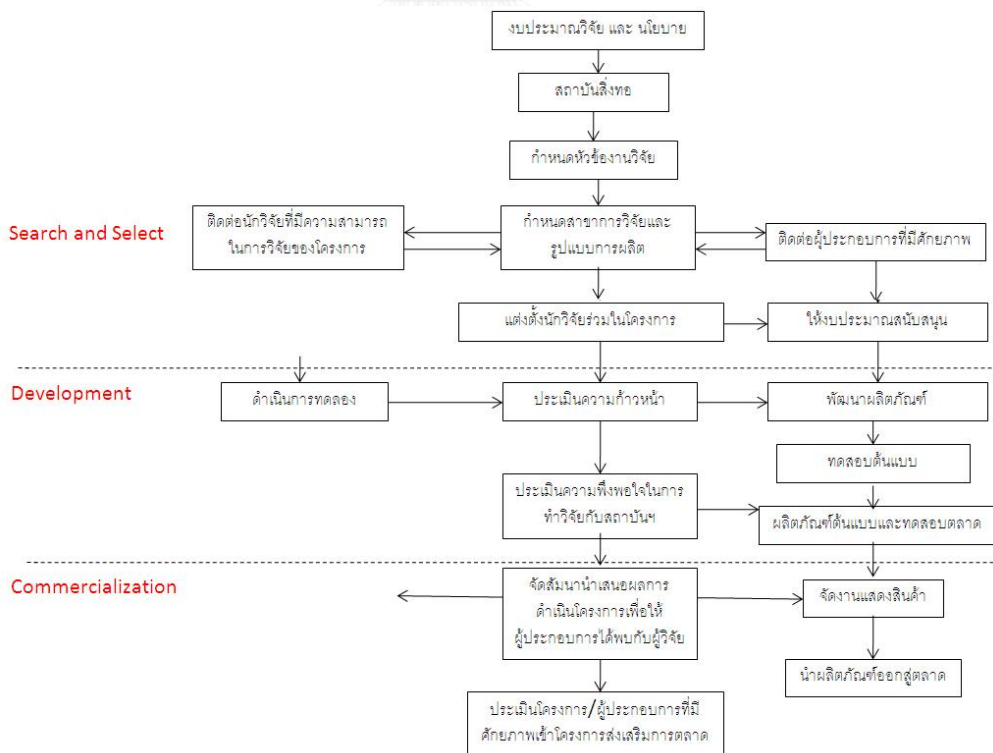 งบประมาณวิจัย และ นโยบาย
สถาบันสิ่งทอ
กำหนดหัวข้องานวิจัย
Search and Select
ติดต่อนักวิจัยที่มีความสามารถ
ในการวิจัยของโครงการ
กำหนดสาขาการวิจัยและ
รูปแบบการผลิต
ติดต่อผู้ประกอบการที่มีศักยภาพ
แต่งตั้งนักวิจัยร่วมในโครงการ
ให้งบประมาณสนับสนุน
Development
ดำเนินการทดลอง
ประเมินความก้าวหน้า
พัฒนาผลิตภัณฑ์
ทดสอบต้นแบบ
ประเมินความพึงพอใจในการ
ทำวิจัยกับสถาบันฯ
ผลิตภัณฑ์ต้นแบบและทดสอบตลาด
Commercialization
จัดสัมนานำเสนอผลการ
ดำเนินโครงการเพื่อให้
ผู้ประกอบการได้พบกับผู้วิจัย
จัดงานแสดงสินค้า
นำผลิตภัณฑ์ออกสู่ตลาด
ประเมินโครงการ/ผู้ประกอบการที่มี
ศักยภาพเข้าโครงการส่งเสริมการตลาด